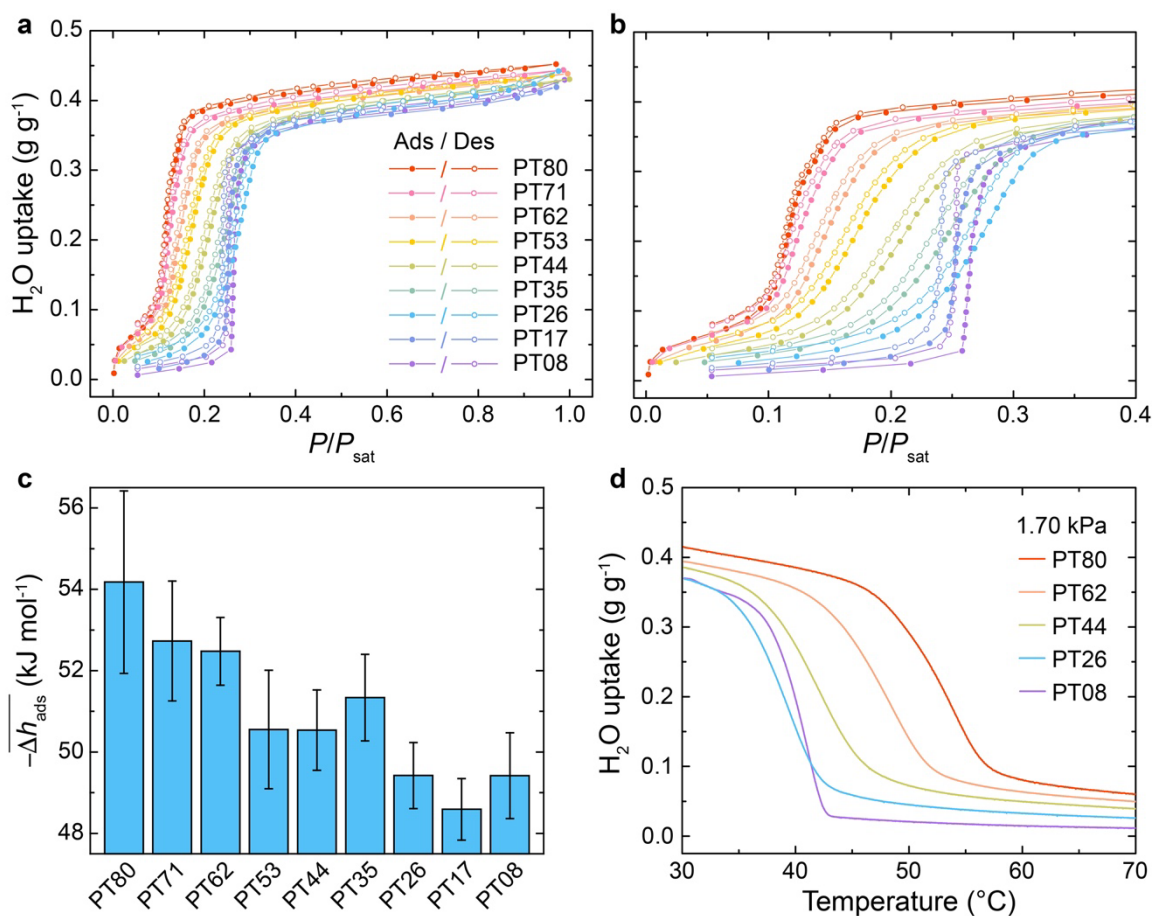 a
H₂O uptake (g g⁻¹)
0.5
0.4
0.3
0.2
0.1
0.0
Ads / Des
/ PT80
/ PT71
/ PT62
/ PT53
/ PT44
/ PT35
/ PT26
/ PT17
/ PT08
0.0 0.2 0.4 0.6 0.8 1.0
P/Psat
b
0.0 0.1 0.2 0.3 0.4
P/Psat
c
–Δhads (kJ mol⁻¹)
56
54
52
50
48
PT80 PT71 PT62 PT53 PT44 PT35 PT26 PT17 PT08
d
H₂O uptake (g g⁻¹)
0.5
0.4
0.3
0.2
0.1
0.0
1.70 kPa
PT80
PT62
PT44
PT26
PT08
30 40 50 60 70
Temperature (°C)